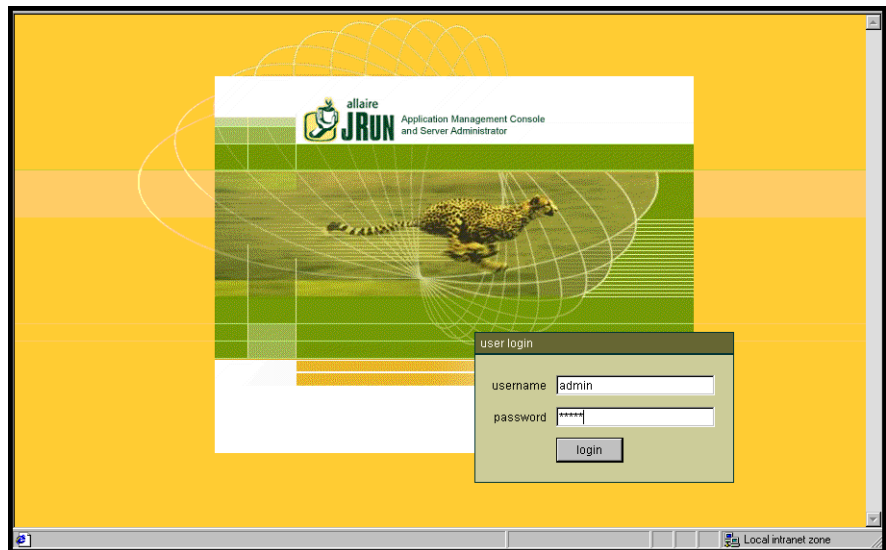 allaire
JRUN
Application Management Console
and Server Administrator
user login
username admin
password *****
login
Local intranet zone